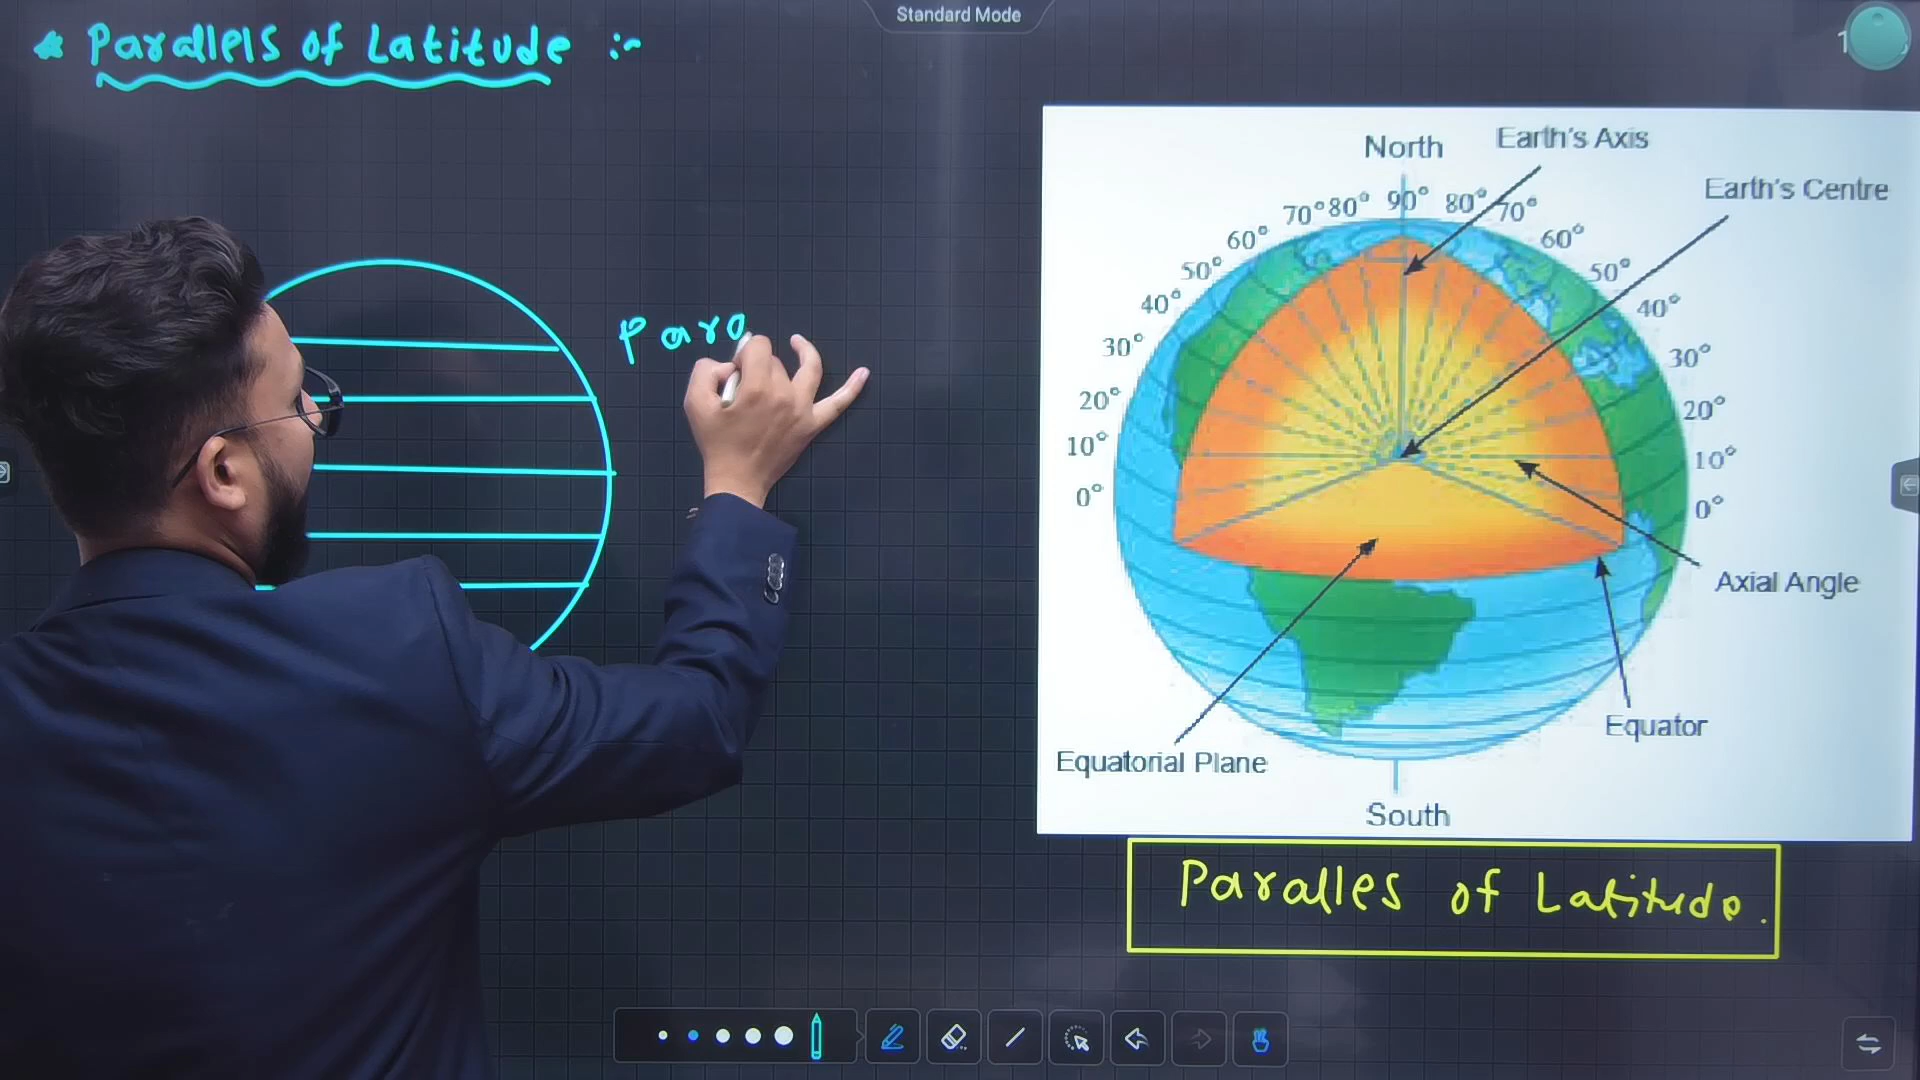 Standard Mode
* Parallels of Latitude :-
Para
North
Earth's Axis
Earth's Centre
70° 80° 90° 80° 70°
60° 60°
50° 50°
40° 40°
30° 30°
20° 20°
10° 10°
0° 0°
Axial Angle
Equator
Equatorial Plane
South
Paralles of Latitude.